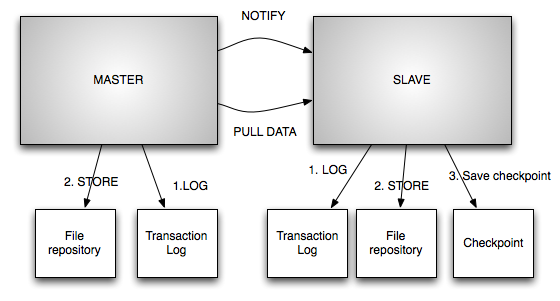 NOTIFY
MASTER
SLAVE
PULL DATA
2. STORE
1.LOG
1. LOG
2. STORE
3. Save checkpoint
File
repository
Transaction
Log
Transaction
Log
File
repository
Checkpoint